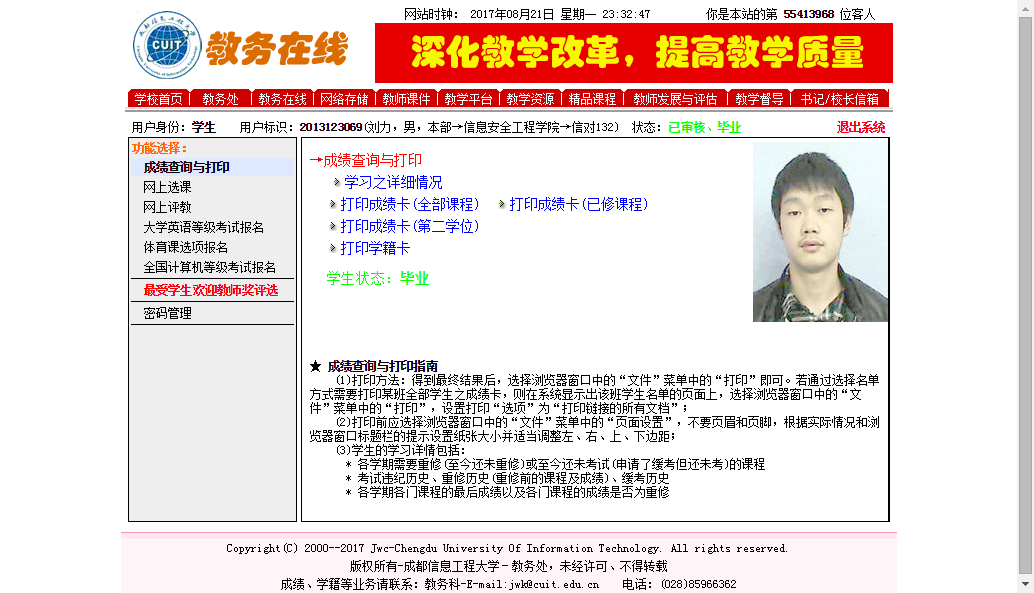 网站时钟: 2017年08月21日 星期一 23:32:47 你是本站的第 55413968 位客人
CUIT
教务在线
深化教学改革，提高教学质量
学校首页 教务处 教务在线 网络存储 教师课件 教学平台 教学资源 精品课程 教师发展与评估 教学督导 书记/校长信箱
用户身份: 学生 用户标识: 2013123069(刘力，男，本部→信息安全工程学院→信对132) 状态: 已审核、毕业 退出系统
功能选择:
成绩查询与打印
网上选课
网上评教
大学英语等级考试报名
体育课选项报名
全国计算机等级考试报名
最受学生欢迎教师奖评选
密码管理
→成绩查询与打印
学习之详细情况
打印成绩卡(全部课程) 打印成绩卡(已修课程)
打印成绩卡(第二学位)
打印学籍卡
学生状态: 毕业
★ 成绩查询与打印指南
(1)打印方法: 得到最终结果后，选择浏览器窗口中的“文件”菜单中的“打印”即可。若通过选择名单
方式需要打印某班全部学生之成绩卡，则在系统显示出该班学生名单的页面上，选择浏览器窗口中的“文
件”菜单中的“打印”，设置打印“选项”为“打印链接的所有文档”;
(2)打印前应选择浏览器窗口中的“文件”菜单中的“页面设置”，不要页眉和页脚，根据实际情况和浏
览器窗口标题栏的提示设置纸张大小并适当调整左、右、上、下边距;
(3)学生的学习详情包括:
* 各学期需要重修(至今还未重修)或至今还未考试(申请了缓考但还未考)的课程
* 考试违纪历史、重修历史(重修前的课程及成绩)、缓考历史
* 各学期各门课程的最后成绩以及各门课程的成绩是否为重修
Copyright(C) 2000--2017 Jwc-Chengdu University Of Information Technology. All rights reserved.
版权所有-成都信息工程大学-教务处，未经许可、不得转载
成绩、学籍等业务请联系: 教务科-E-mail:jwk@cuit.edu.cn 电话: (028)85966362